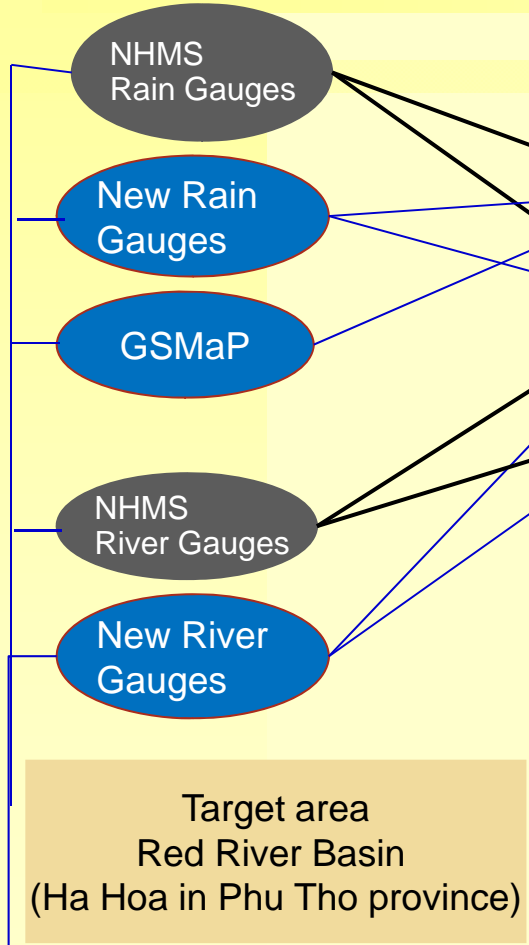 NHMS
Rain Gauges
New Rain
Gauges
GSMaP
NHMS
River Gauges
New River
Gauges
Target area
Red River Basin
(Ha Hoa in Phu Tho province)